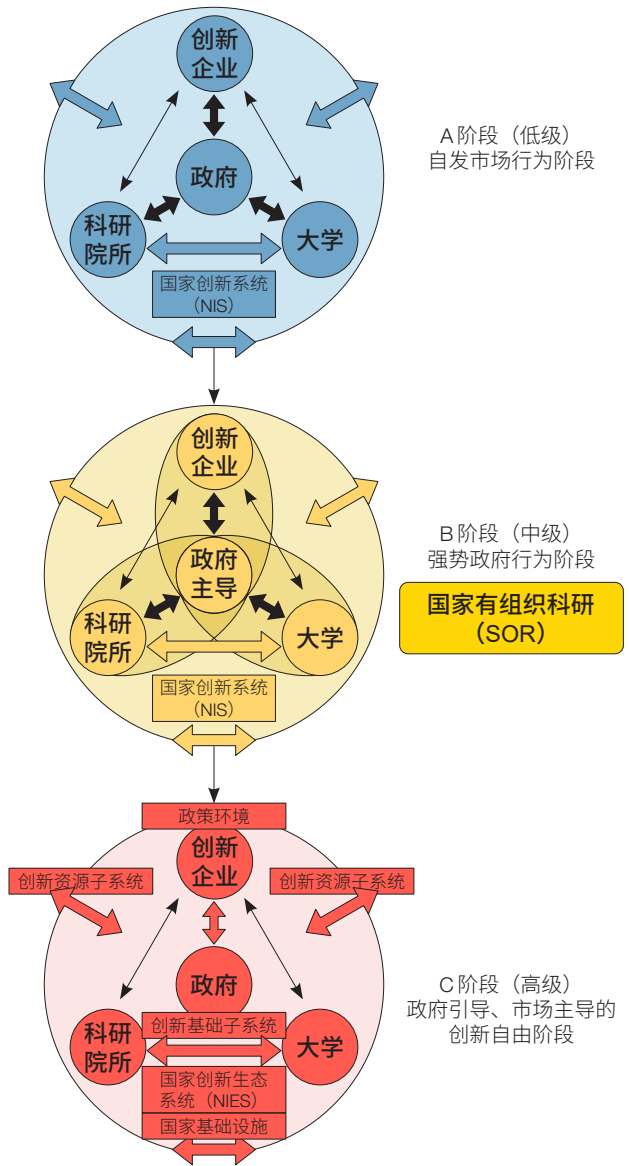 创新
企业
政府
科研
院所
大学
国家创新系统
（NIS）
A 阶段（低级）
自发市场行为阶段
创新
企业
政府
主导
科研
院所
大学
国家创新系统
（NIS）
B 阶段（中级）
强势政府行为阶段
国家有组织科研
（SOR）
政策环境
创新
企业
创新资源子系统
创新资源子系统
政府
创新基础子系统
科研
院所
大学
国家创新生态
系统（NIES）
国家基础设施
C 阶段（高级）
政府引导、市场主导的
创新自由阶段